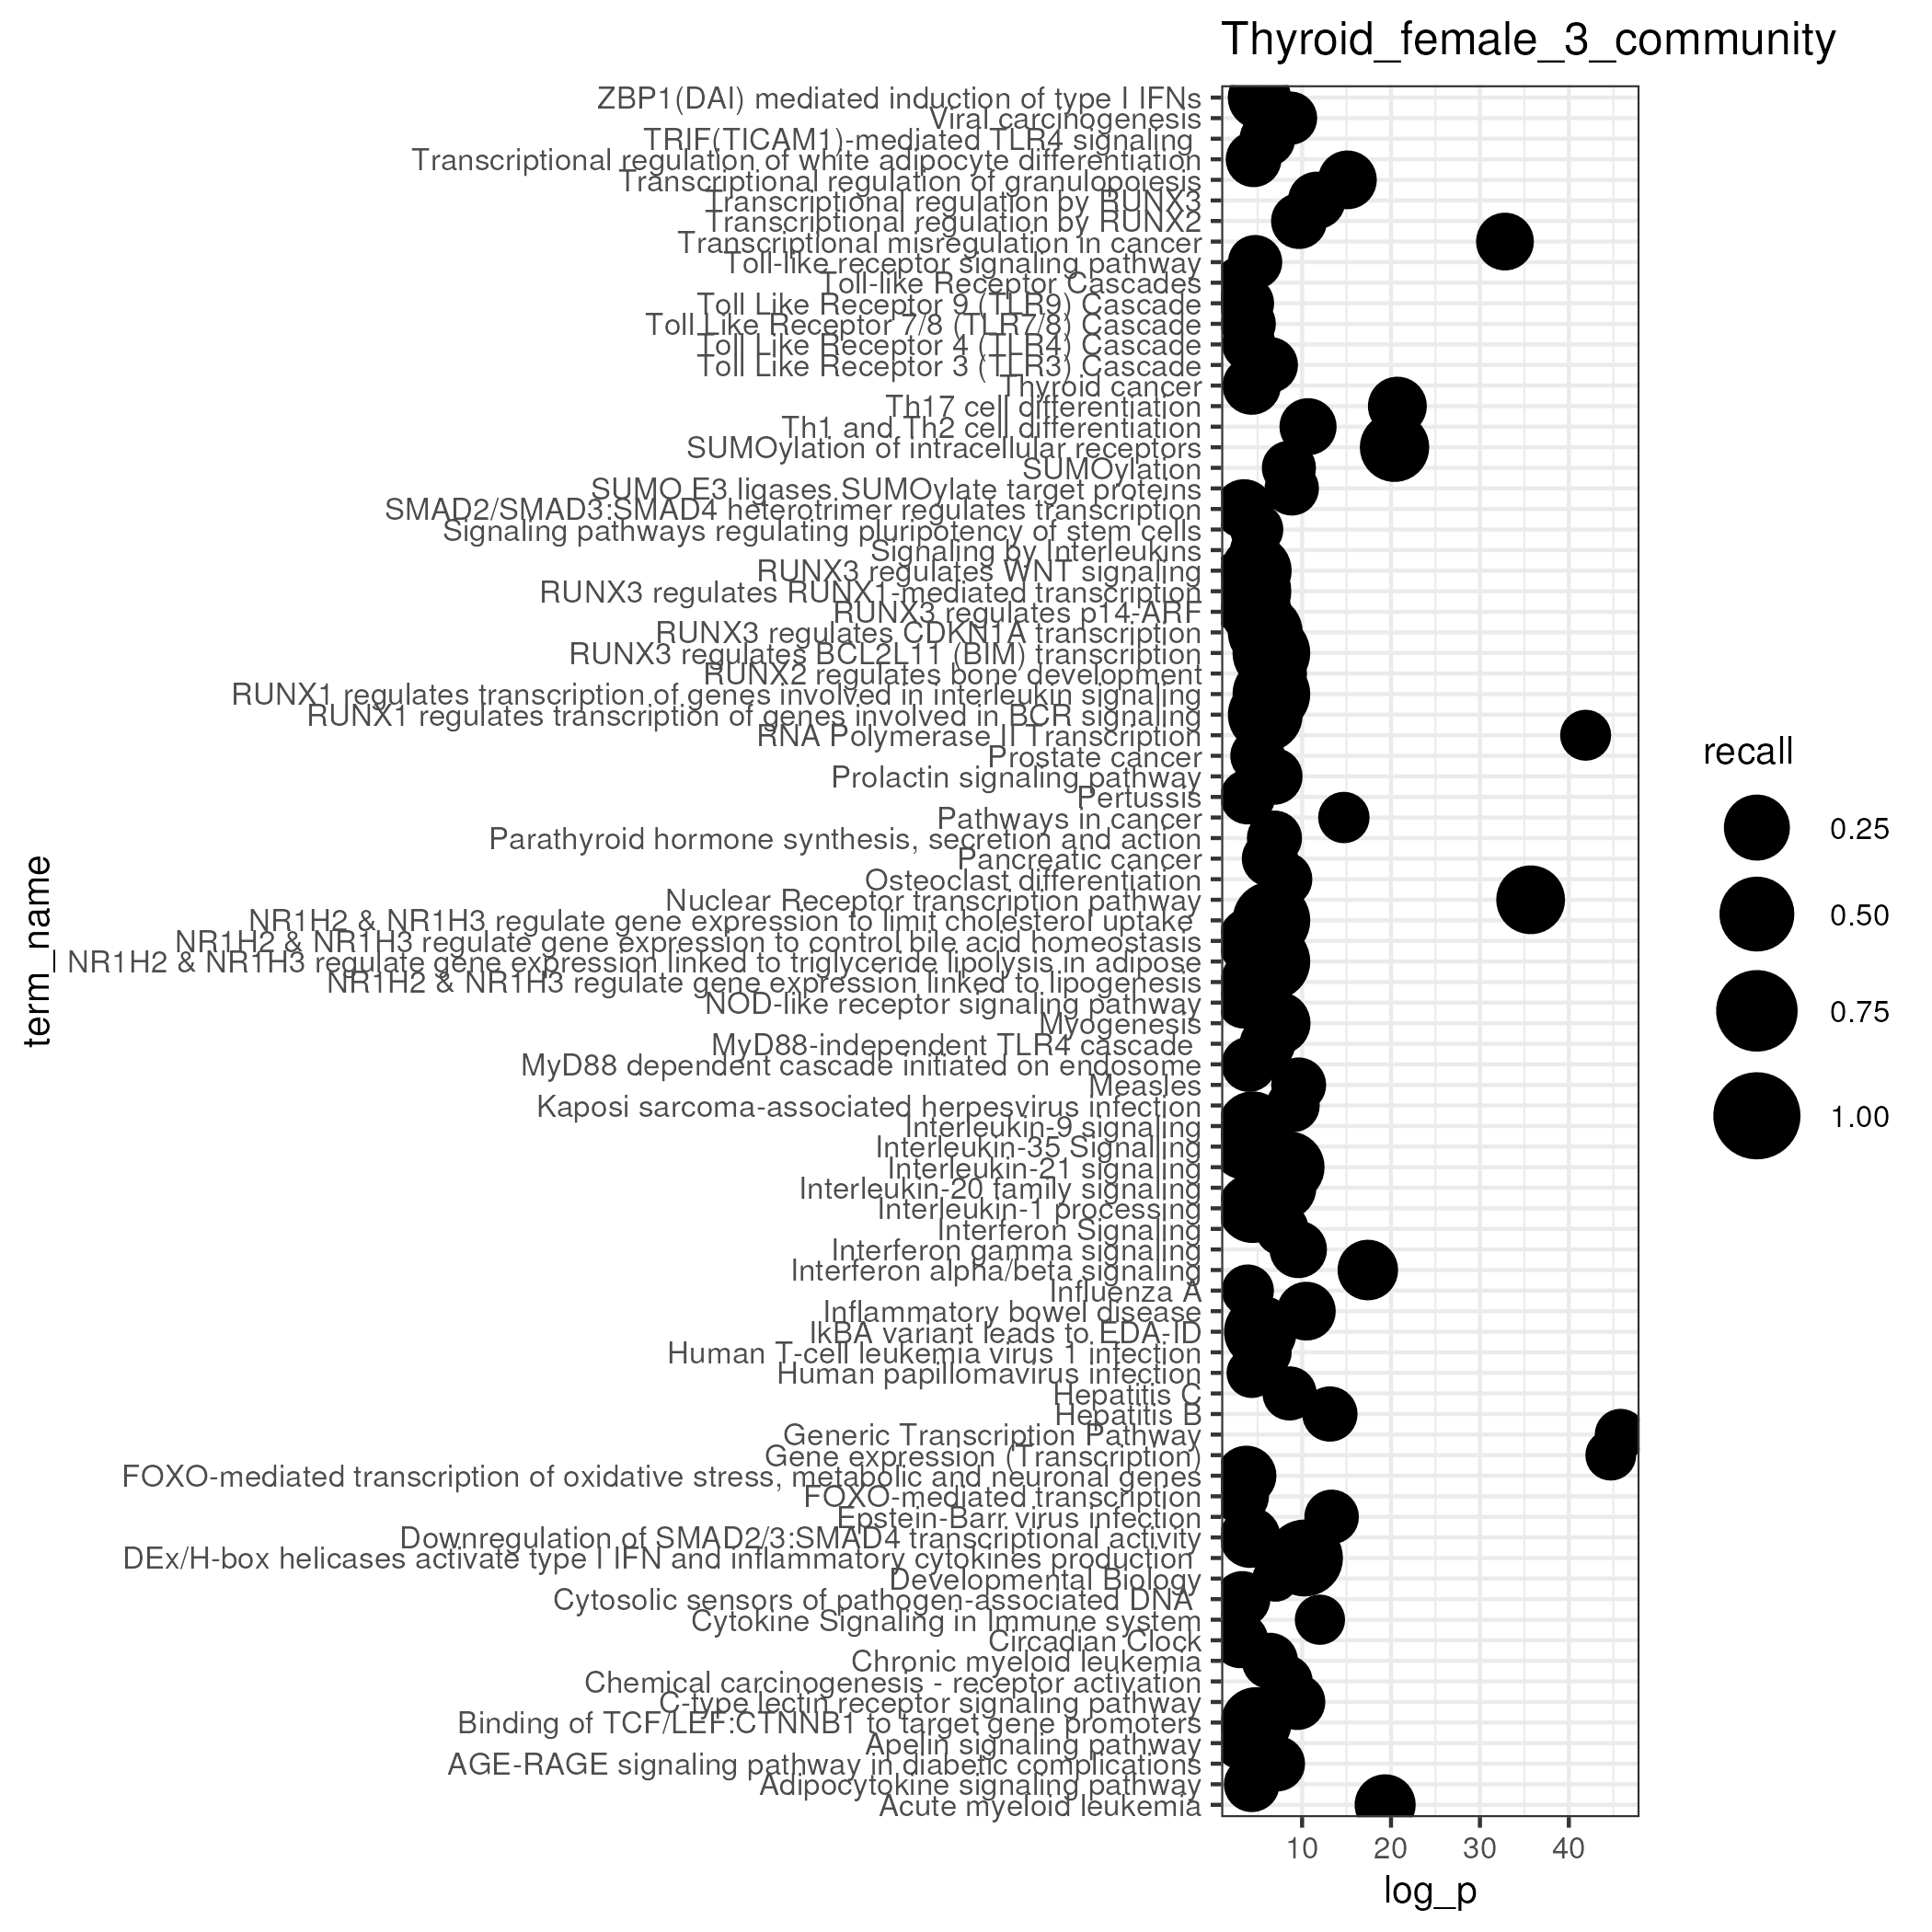 Thyroid_female_3_community
ZBP1(DAI) mediated induction of type I IFNs
Viral carcinogenesis
TRIF(TICAM1)-mediated TLR4 signaling
Transcriptional regulation of white adipocyte differentiation
Transcriptional regulation of granulopoiesis
Transcriptional regulation by RUNX3
Transcriptional regulation by RUNX2
Transcriptional misregulation in cancer
Toll-like receptor signaling pathway
Toll-like Receptor Cascades
Toll Like Receptor 9 (TLR9) Cascade
Toll Like Receptor 7/8 (TLR7/8) Cascade
Toll Like Receptor 4 (TLR4) Cascade
Toll Like Receptor 3 (TLR3) Cascade
Thyroid cancer
Th17 cell differentiation
Th1 and Th2 cell differentiation
SUMOylation of intracellular receptors
SUMOylation
SUMO E3 ligases SUMOylate target proteins
SMAD2/SMAD3:SMAD4 heterotrimer regulates transcription
Signaling pathways regulating pluripotency of stem cells
Signaling by Interleukins
RUNX3 regulates WNT signaling
RUNX3 regulates RUNX1-mediated transcription
RUNX3 regulates p14-ARF
RUNX3 regulates CDKN1A transcription
RUNX3 regulates BCL2L11 (BIM) transcription
RUNX2 regulates bone development
RUNX1 regulates transcription of genes involved in interleukin signaling
RUNX1 regulates transcription of genes involved in BCR signaling
RNA Polymerase II Transcription
Prostate cancer
Prolactin signaling pathway
Pertussis
Pathways in cancer
Parathyroid hormone synthesis, secretion and action
Pancreatic cancer
Osteoclast differentiation
Nuclear Receptor transcription pathway
NR1H2 & NR1H3 regulate gene expression to limit cholesterol uptake
NR1H2 & NR1H3 regulate gene expression to control bile acid homeostasis
NR1H2 & NR1H3 regulate gene expression linked to triglyceride lipolysis in adipose
NR1H2 & NR1H3 regulate gene expression linked to lipogenesis
NOD-like receptor signaling pathway
Myogenesis
MyD88-independent TLR4 cascade
MyD88 dependent cascade initiated on endosome
Measles
Kaposi sarcoma-associated herpesvirus infection
Interleukin-9 signaling
Interleukin-35 Signalling
Interleukin-21 signaling
Interleukin-20 family signaling
Interleukin-1 processing
Interferon Signaling
Interferon gamma signaling
Interferon alpha/beta signaling
Influenza A
Inflammatory bowel disease
IkBA variant leads to EDA-ID
Human T-cell leukemia virus 1 infection
Human papillomavirus infection
Hepatitis C
Hepatitis B
Generic Transcription Pathway
Gene expression (Transcription)
FOXO-mediated transcription of oxidative stress, metabolic and neuronal genes
FOXO-mediated transcription
Epstein-Barr virus infection
Downregulation of SMAD2/3:SMAD4 transcriptional activity
DEx/H-box helicases activate type I IFN and inflammatory cytokines production
Developmental Biology
Cytosolic sensors of pathogen-associated DNA
Cytokine Signaling in Immune system
Circadian Clock
Chronic myeloid leukemia
Chemical carcinogenesis - receptor activation
C-type lectin receptor signaling pathway
Binding of TCF/LEF:CTNNB1 to target gene promoters
Apelin signaling pathway
AGE-RAGE signaling pathway in diabetic complications
Adipocytokine signaling pathway
Acute myeloid leukemia
10 20 30 40
log_p
term_name
recall
0.25
0.50
0.75
1.00